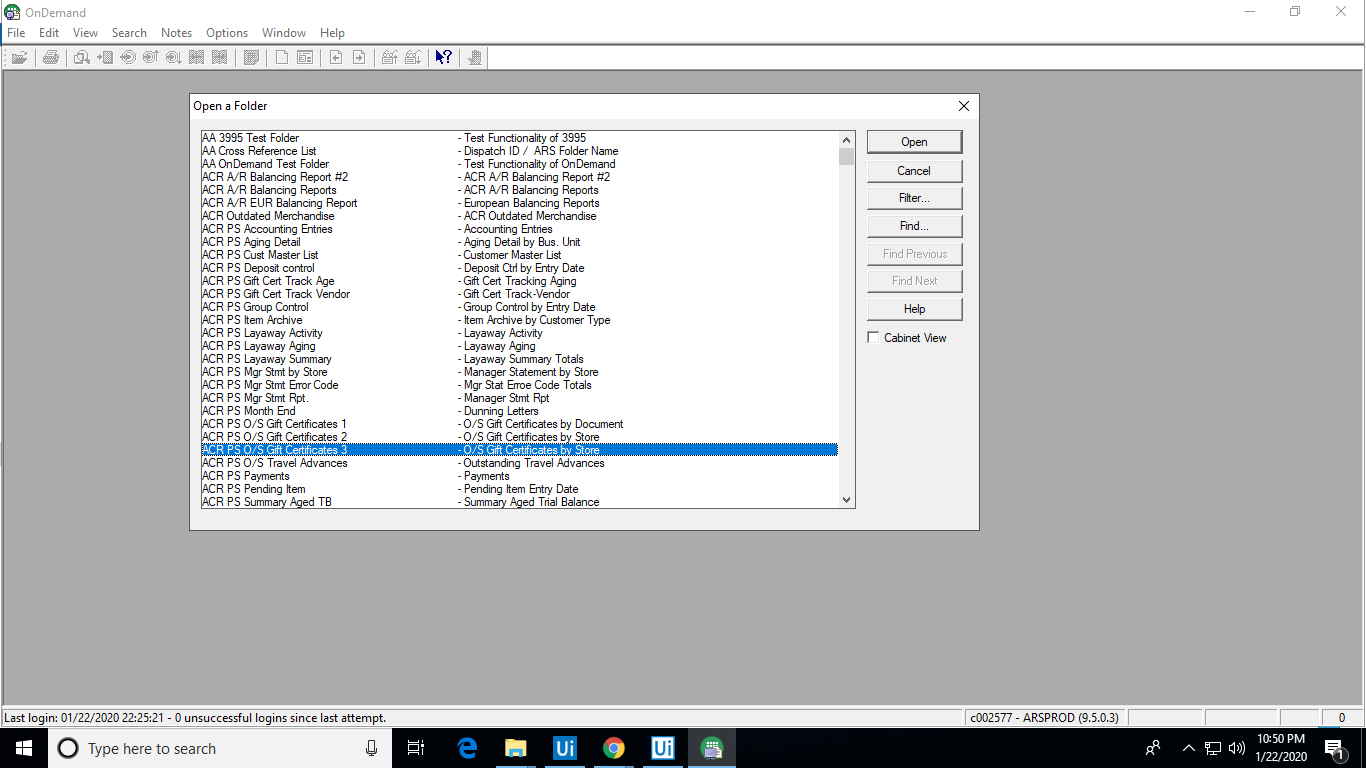 OnDemand
File Edit View Search Notes Options Window Help
Open a Folder
AA 3995 Test Folder - Test Functionality of 3995
AA Cross Reference List - Dispatch ID / ARS Folder Name
AA OnDemand Test Folder - Test Functionality of OnDemand
ACR A/R Balancing Report #2 - ACR A/R Balancing Report #2
ACR A/R Balancing Reports - ACR A/R Balancing Reports
ACR A/R EUR Balancing Report - European Balancing Reports
ACR Outdated Merchandise - ACR Outdated Merchandise
ACR PS Accounting Entries - Accounting Entries
ACR PS Aging Detail - Aging Detail by Bus. Unit
ACR PS Cust Master List - Customer Master List
ACR PS Deposit control - Deposit Ctrl by Entry Date
ACR PS Gift Cert Track Age - Gift Cert Tracking Aging
ACR PS Gift Cert Track Vendor - Gift Cert Track-Vendor
ACR PS Group Control - Group Control by Entry Date
ACR PS Item Archive - Item Archive by Customer Type
ACR PS Layaway Activity - Layaway Activity
ACR PS Layaway Aging - Layaway Aging
ACR PS Layaway Summary - Layaway Summary Totals
ACR PS Mgr Stmt by Store - Manager Statement by Store
ACR PS Mgr Stmt Error Code - Mgr Stat Erroe Code Totals
ACR PS Mgr Stmt Rpt. - Manager Stmt Rpt
ACR PS Month End - Dunning Letters
ACR PS O/S Gift Certificates 1 - O/S Gift Certificates by Document
ACR PS O/S Gift Certificates 2 - O/S Gift Certificates by Store
ACR PS O/S Gift Certificates 3 - O/S Gift Certificates by Store
ACR PS O/S Travel Advances - Outstanding Travel Advances
ACR PS Payments - Payments
ACR PS Pending Item - Pending Item Entry Date
ACR PS Summary Aged TB - Summary Aged Trial Balance
Open
Cancel
Filter...
Find...
Find Previous
Find Next
Help
Cabinet View
Last login: 01/22/2020 22:25:21 - 0 unsuccessful logins since last attempt. c002577 - ARSPROD (9.5.0.3) 0
Type here to search
Ui
Ui
10:50 PM
1/22/2020
1